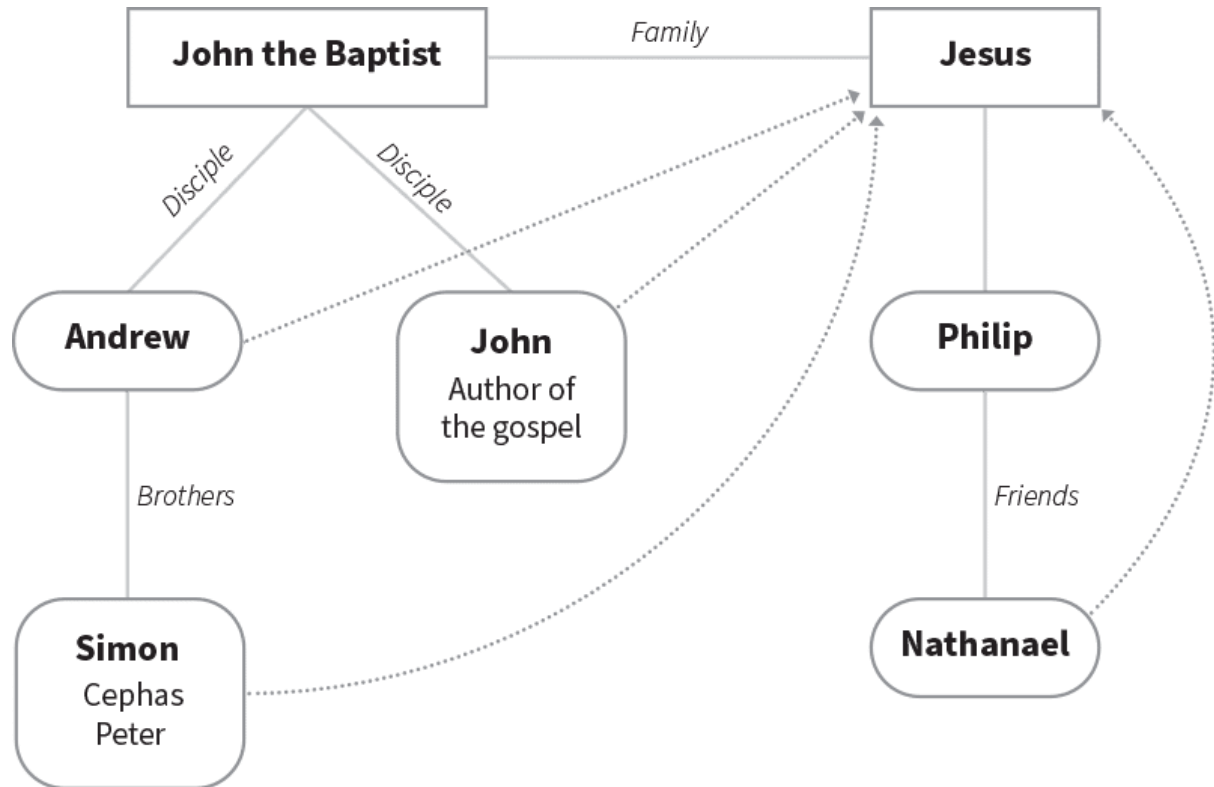 John the Baptist
Family
Jesus
Disciple
Disciple
Andrew
John
Author of
the gospel
Philip
Brothers
Friends
Simon
Cephas
Peter
Nathanael